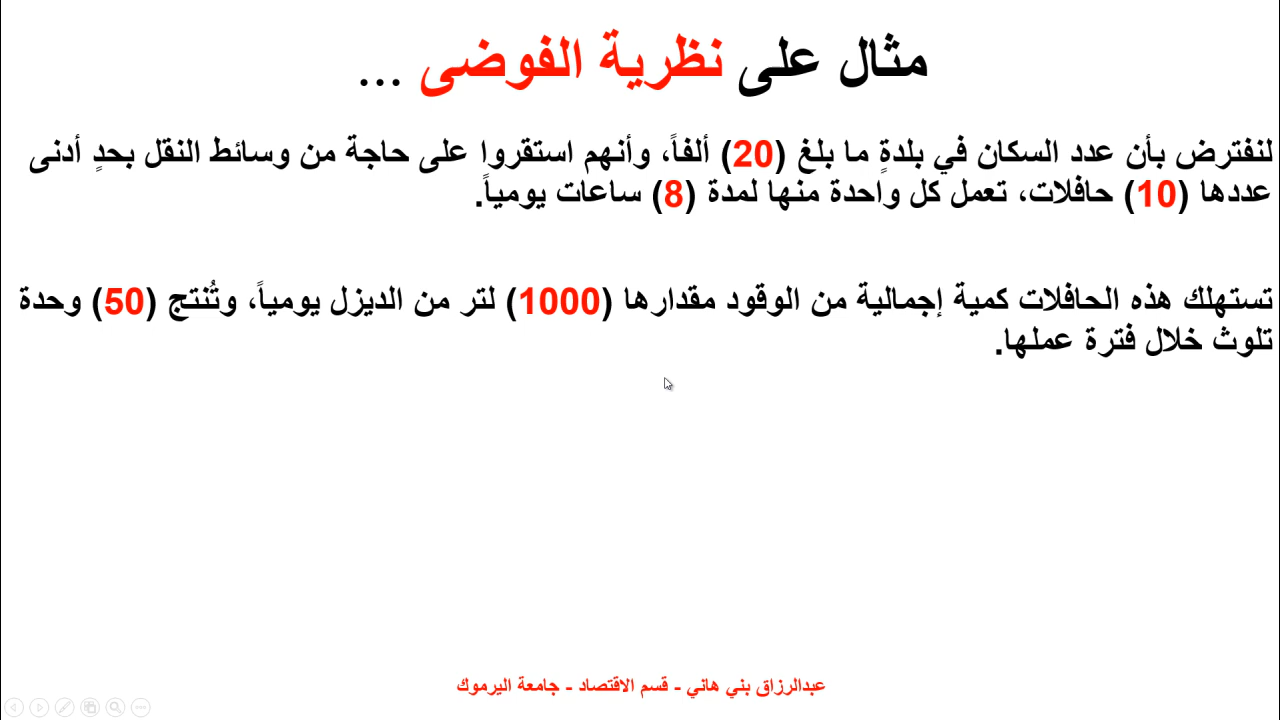 مثال على نظرية الفوضى ...
لنفترض بأن عدد السكان في بلدةٍ ما بلغ (20) ألفاً، وأنهم استقروا على حاجة من وسائط النقل بحدٍ أدنى
عددها (10) حافلات، تعمل كل واحدة منها لمدة (8) ساعات يومياً.
تستهلك هذه الحافلات كمية إجمالية من الوقود مقدارها (1000) لتر من الديزل يومياً، وتُنتج (50) وحدة
تلوث خلال فترة عملها.
عبدالرزاق بني هاني - قسم الاقتصاد - جامعة اليرموك